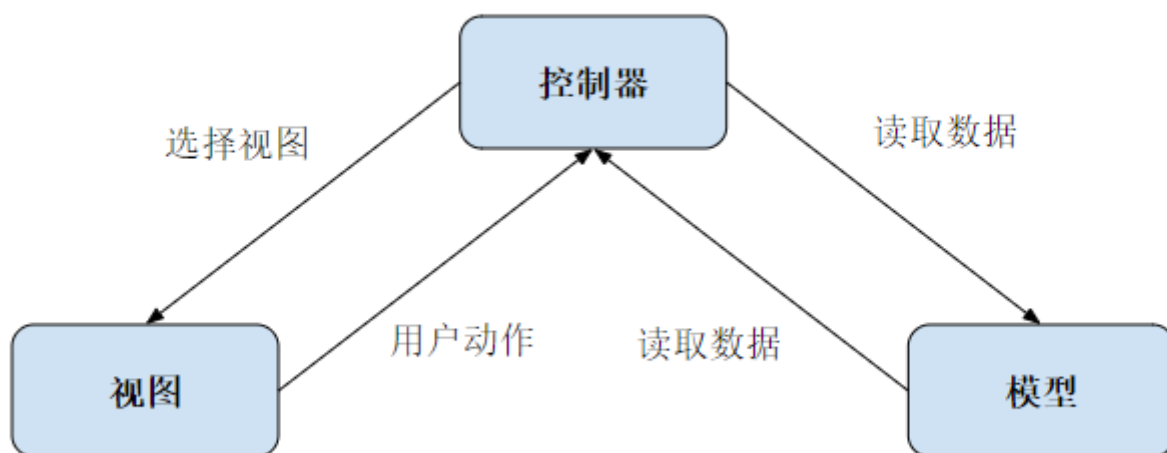 控制器
选择视图
读取数据
用户动作
读取数据
视图
模型